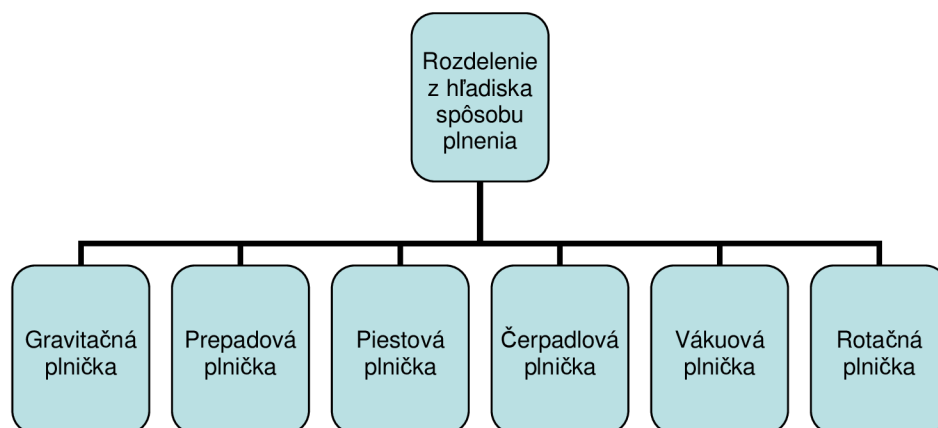 Rozdelenie
z hľadiska
spôsobu
plnenia
Gravitačná
plnička
Prepadová
plnička
Piestová
plnička
Čerpadlová
plnička
Vákuová
plnička
Rotačná
plnička